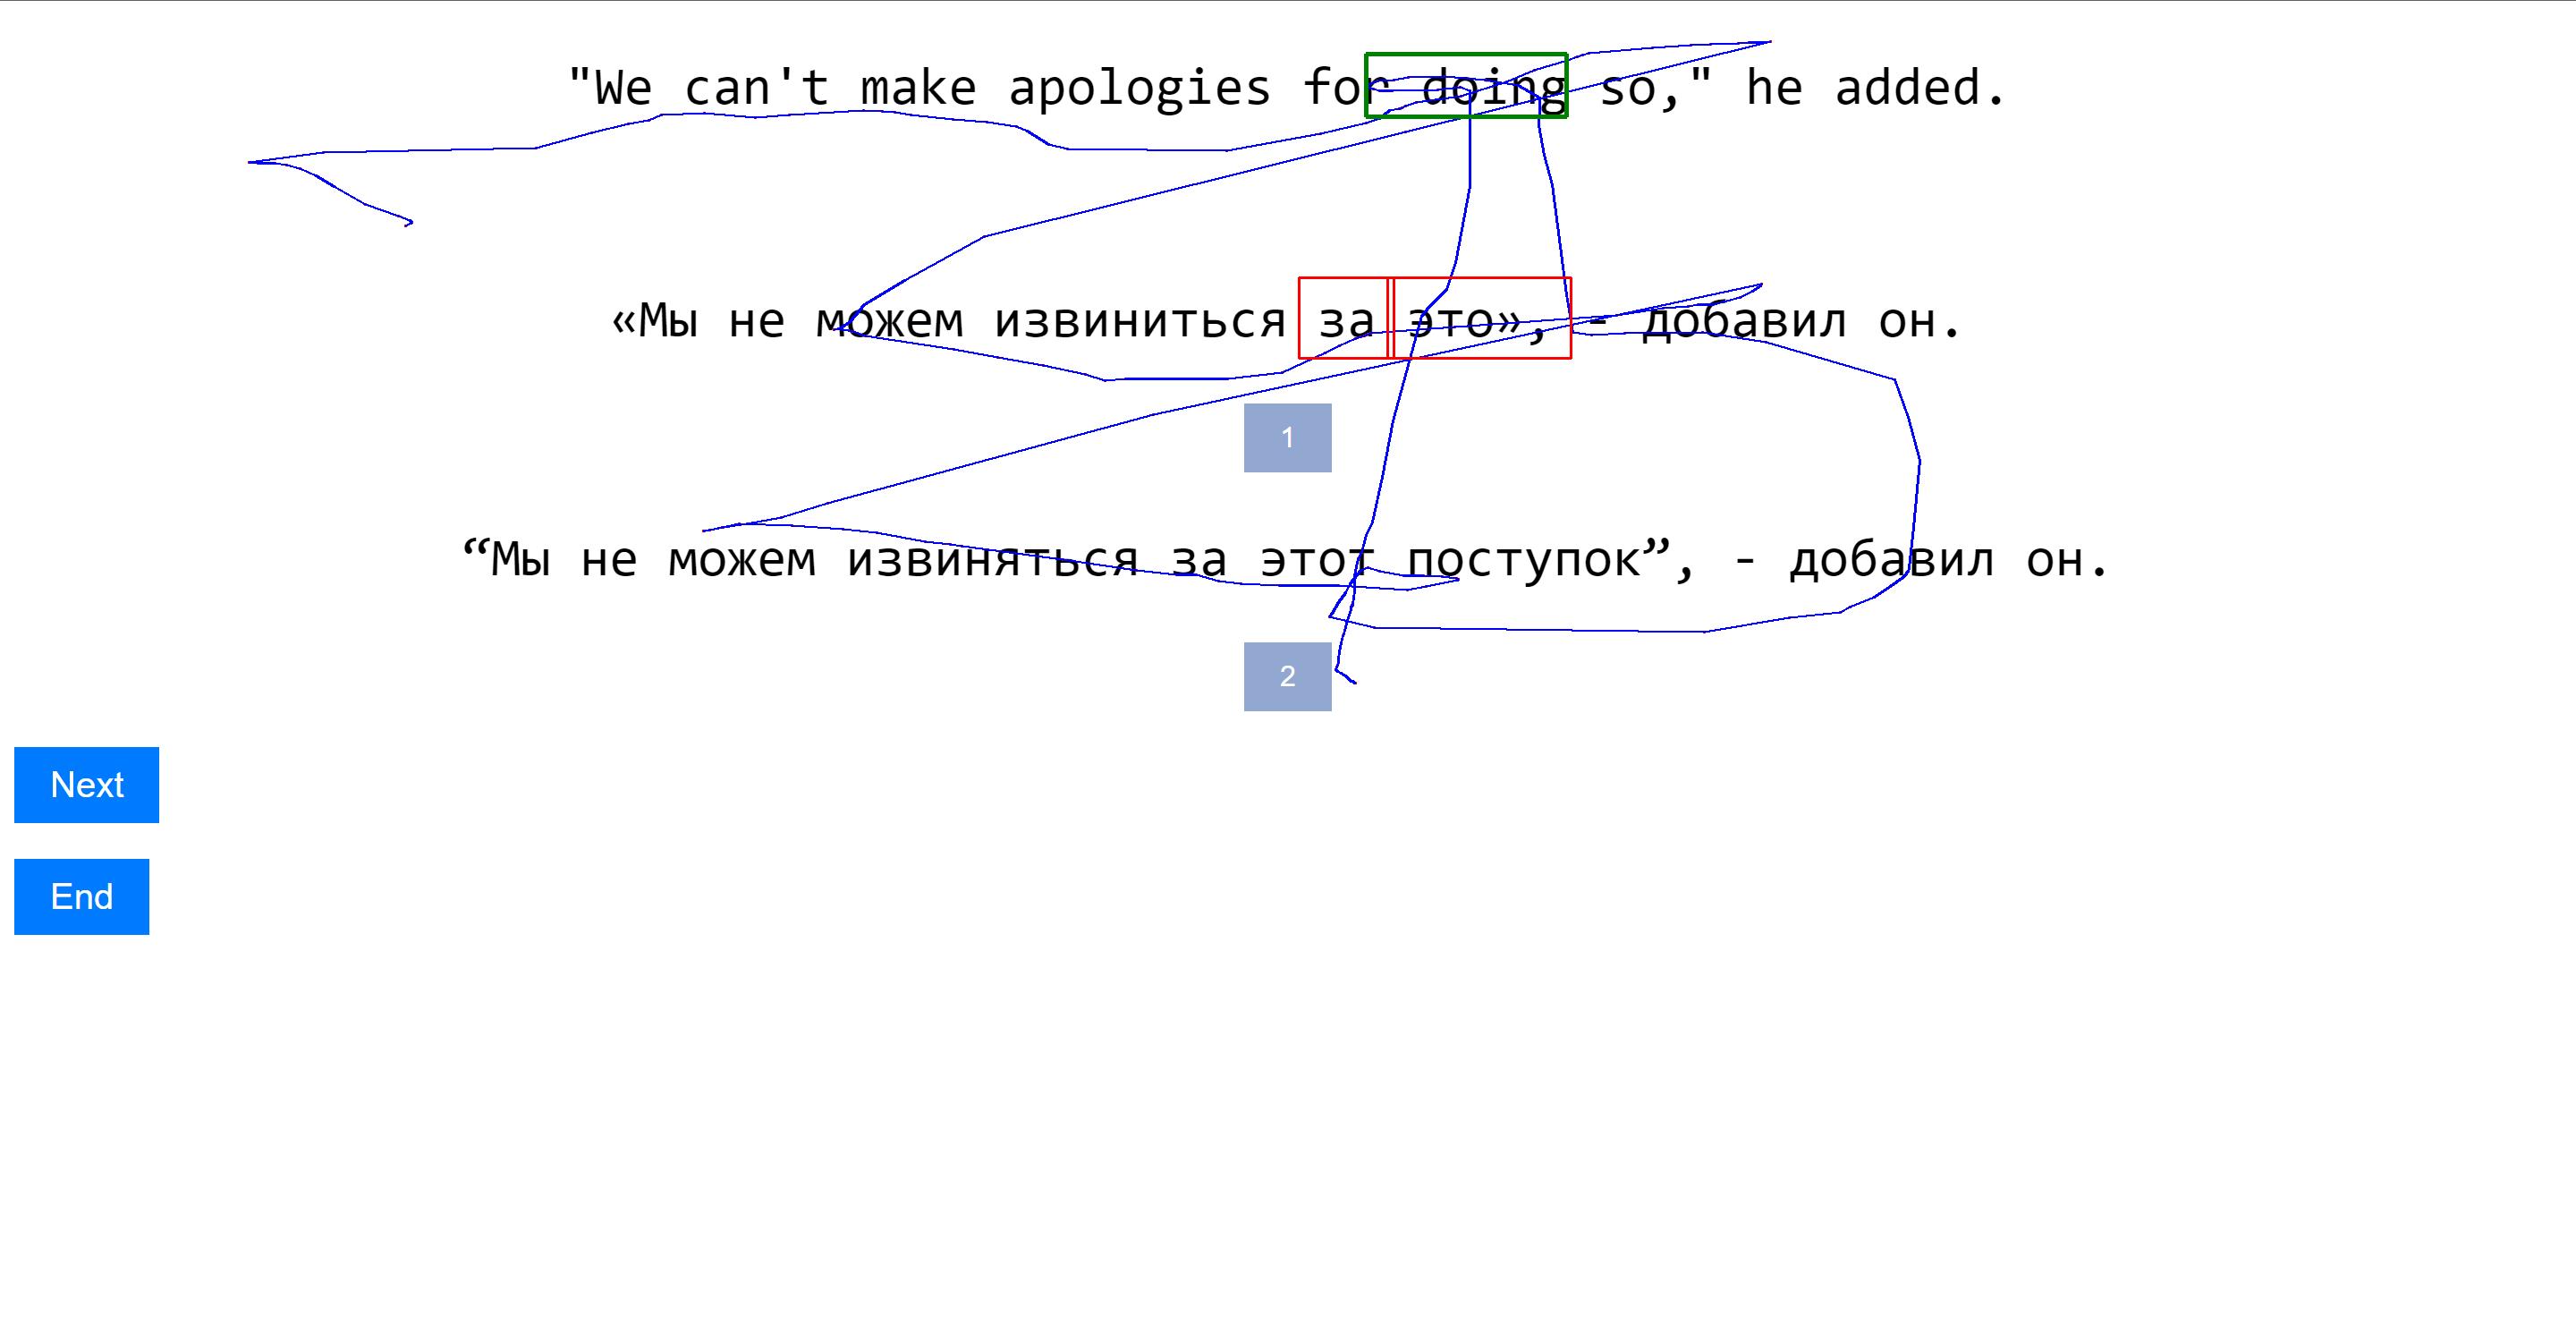 "We can't make apologies for doing so," he added.
«Мы не можем извиниться за это», - добавил он.
1
“Мы не можем извиняться за этот поступок”, - добавил он.
2
Next
End